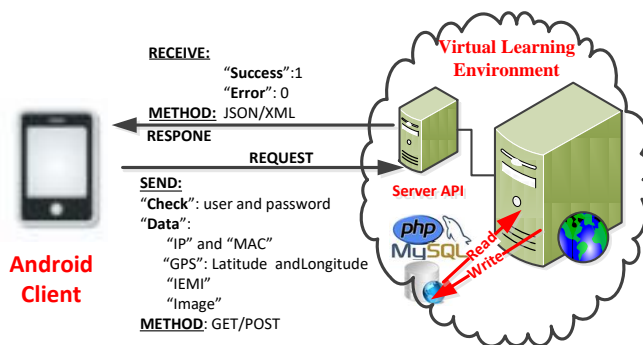 RECEIVE:
“Success”:1
“Error”: 0
METHOD: JSON/XML
RESPONE
REQUEST
SEND:
“Check”: user and password
“Data”:
“IP” and “MAC”
“GPS”: Latitude andLongitude
“IEMI”
“Image”
METHOD: GET/POST
Android
Client
Virtual Learning
Environment
Server API
php
MySQL
Read
Write